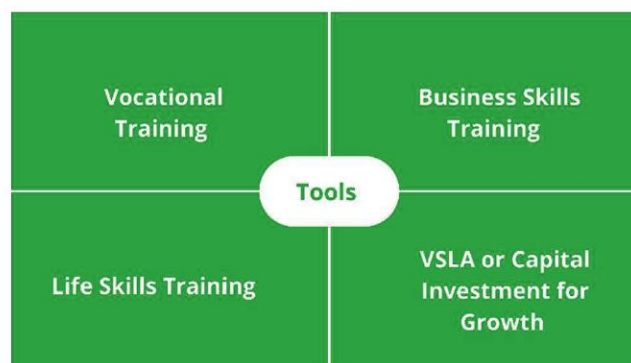 Vocational
Training
Business Skills
Training
Tools
Life Skills Training
VSLA or Capital
Investment for
Growth